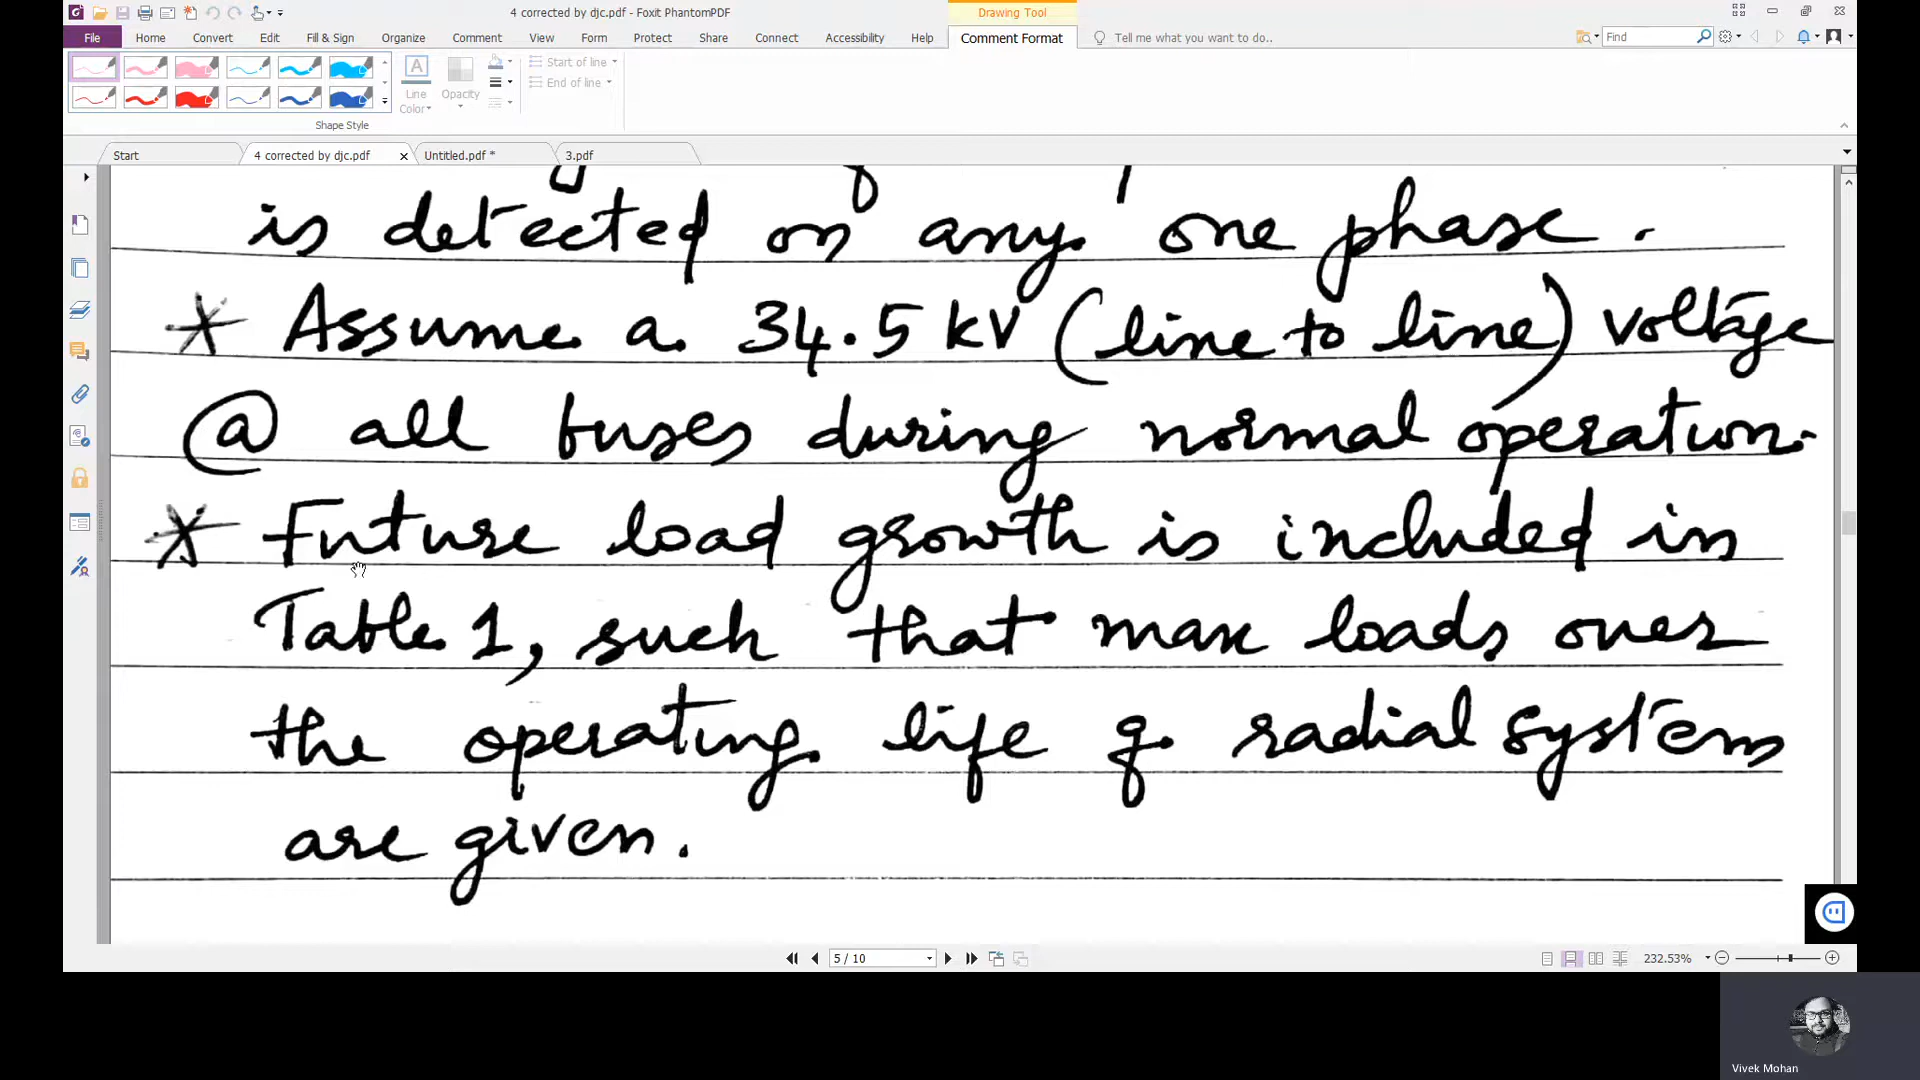 4 corrected by djc.pdf - Foxit PhantomPDF
Drawing Tool
File Home Convert Edit Fill & Sign Organize Comment View Form Protect Share Connect Accessibility Help Comment Format Tell me what you want to do.. Find
Line Color Opacity Start of line
End of line
Shape Style
Start 4 corrected by djc.pdf Untitled.pdf * 3.pdf
is detected on any one phase.
* Assume a 34.5 kV (line to line) voltage
@ all buses during normal operation.
* Future load growth is included in
Table 1, such that max loads over
the operating life of radial system
are given.
5 / 10 232.53%
Vivek Mohan